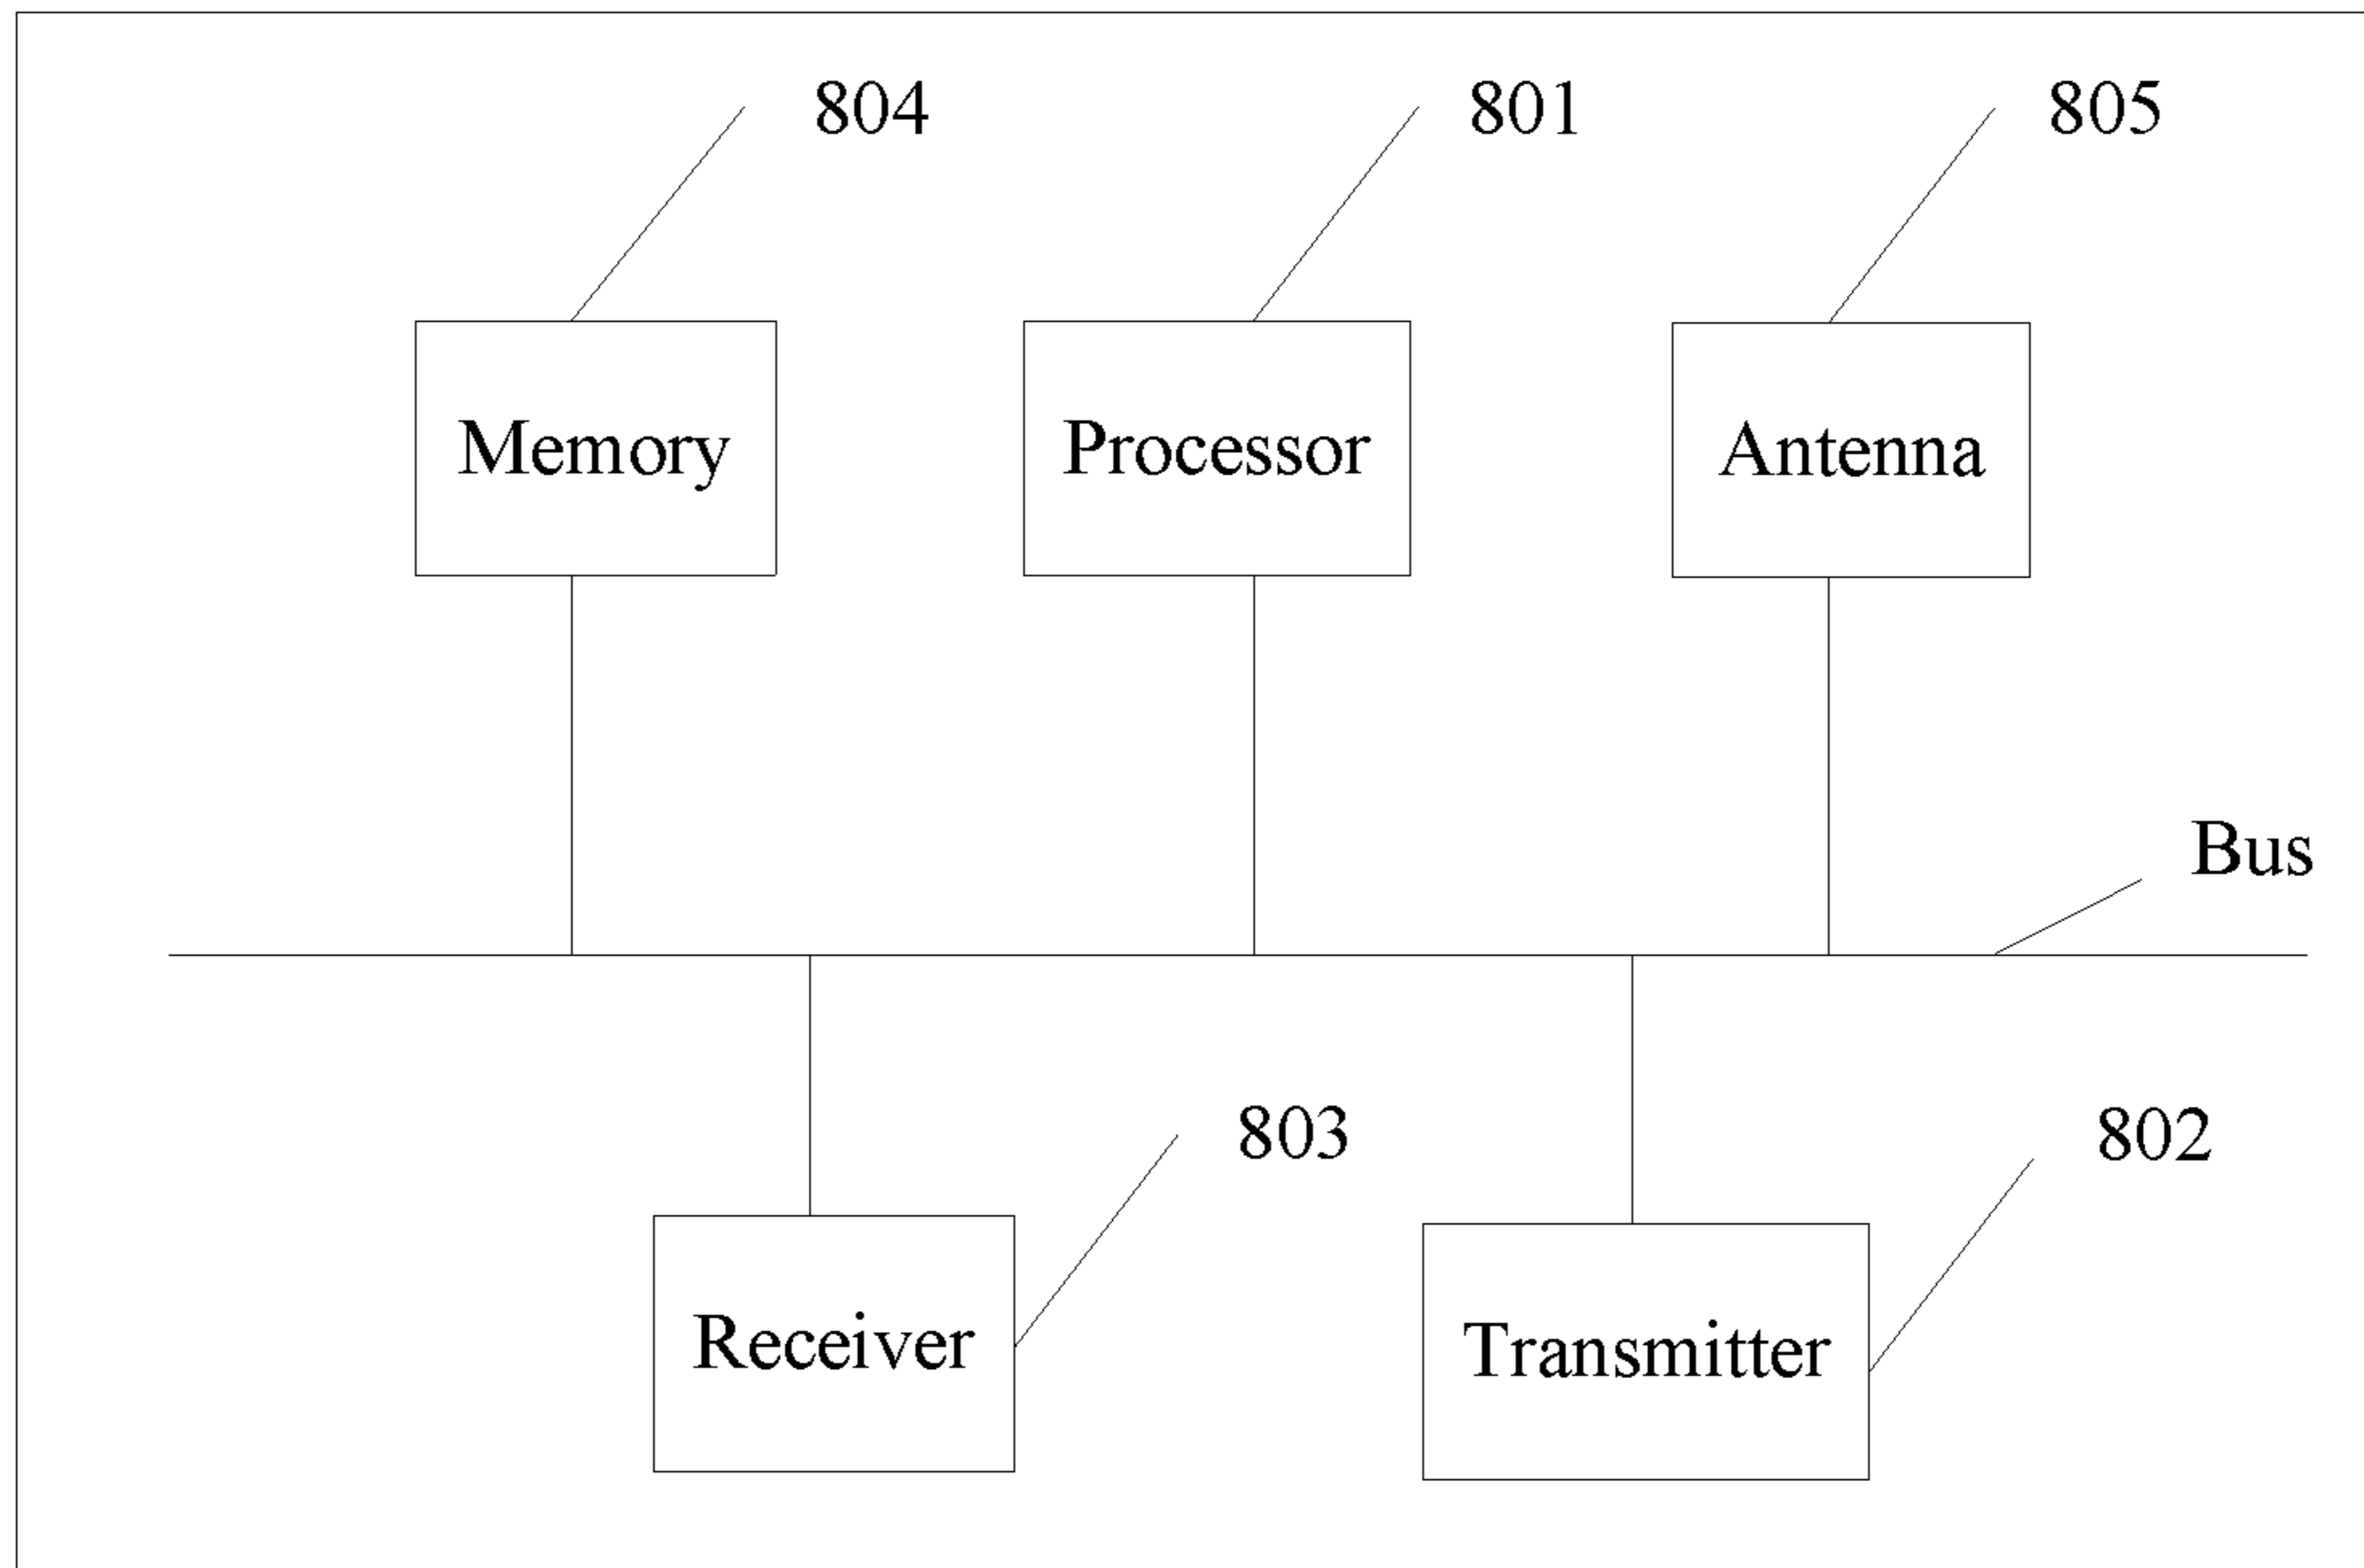 804
801
805
Memory
Processor
Antenna
Bus
803
802
Receiver
Transmitter